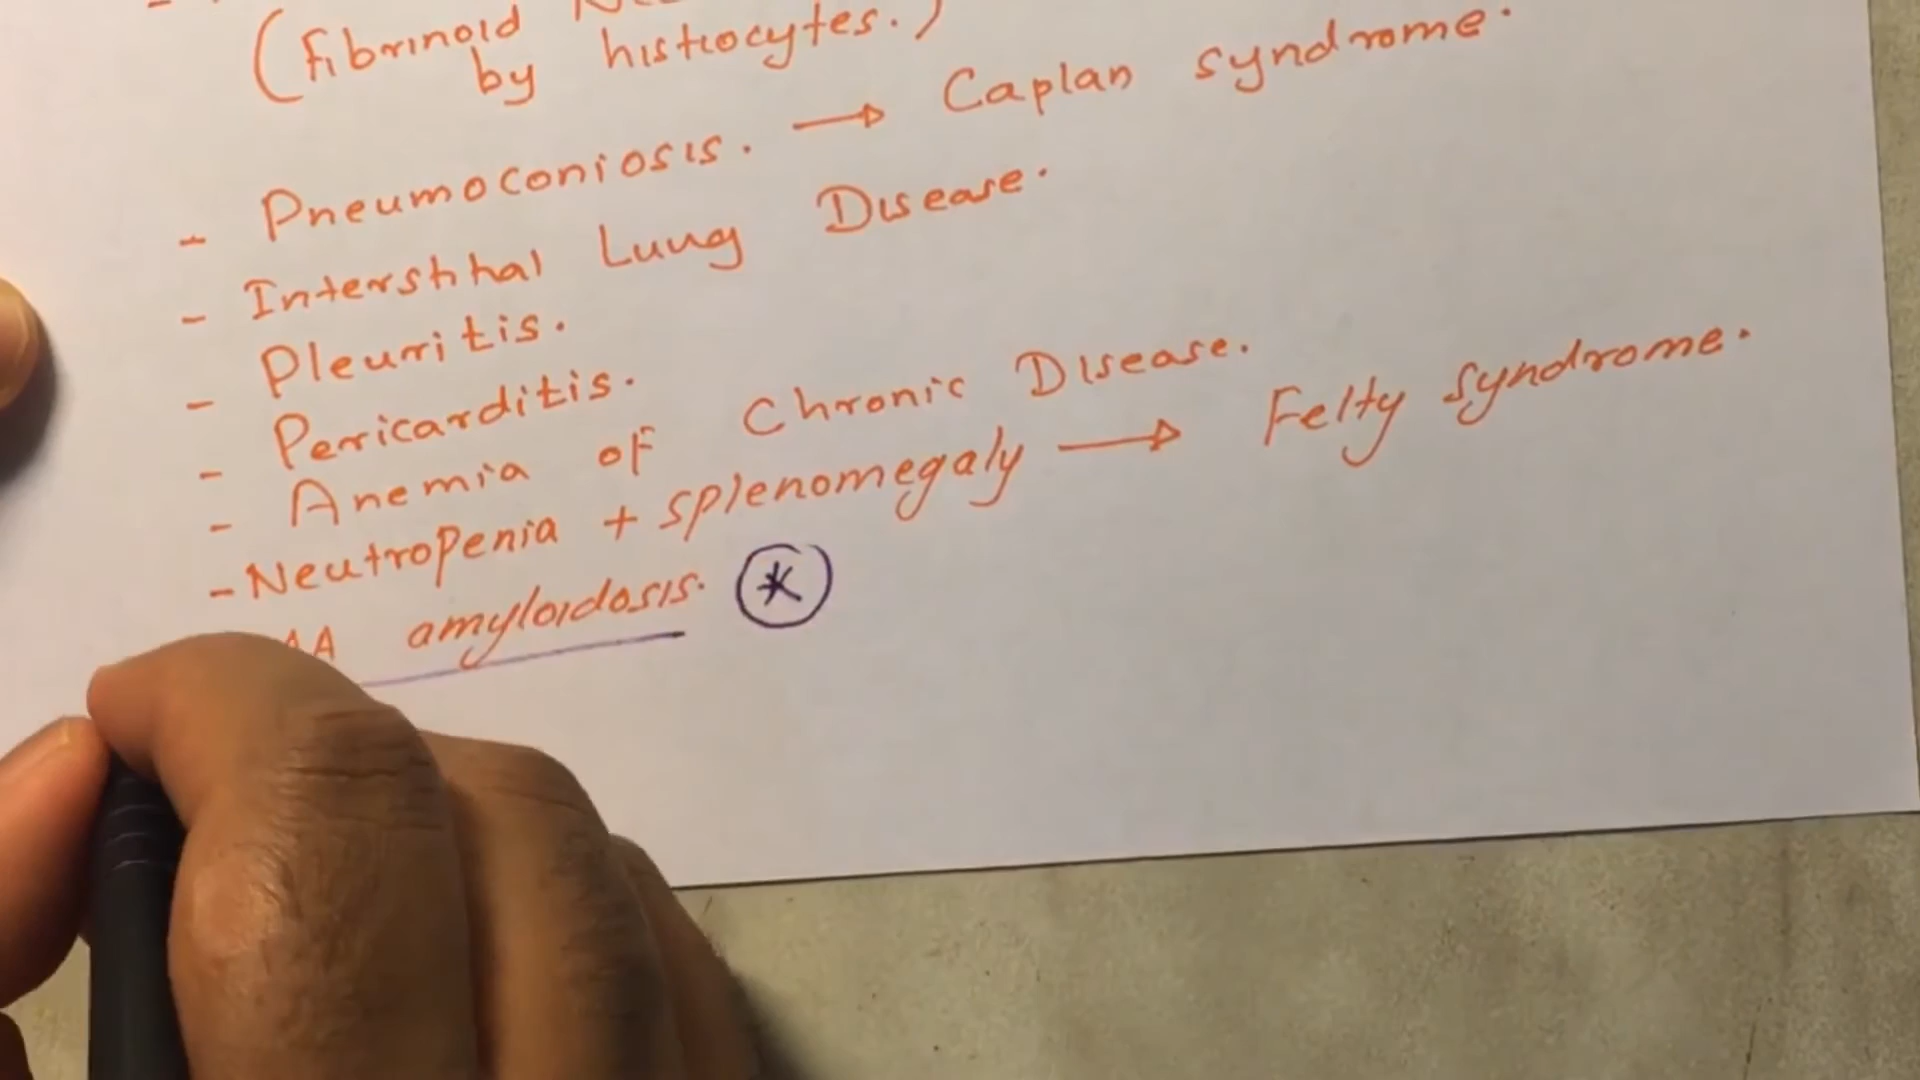 (Fibrinoid
by histiocytes.)
- Pneumoconiosis. → Caplan syndrome.
- Interstitial Lung Disease.
- Pleuritis.
- Pericarditis.
- Anemia of Chronic Disease.
- Neutropenia + splenomegaly → Felty syndrome.
AA amyloidosis. *